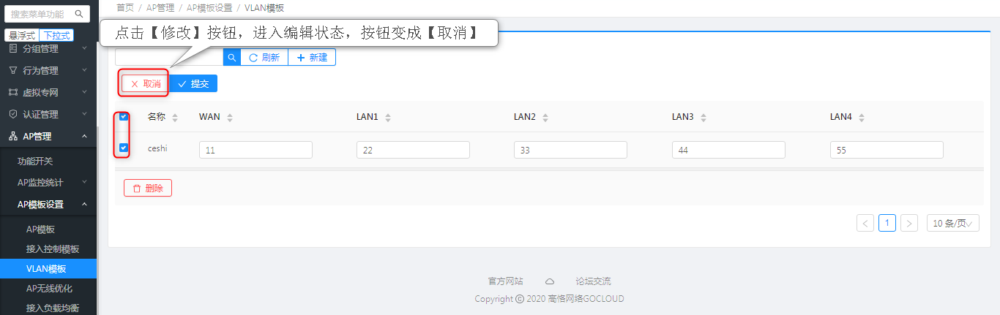 搜索菜单功能
首页 / AP管理 / AP模板设置 / VLAN模板
悬浮式 下拉式
点击【修改】按钮，进入编辑状态，按钮变成【取消】
分组管理
行为管理
虚拟专网
认证管理
AP管理
功能开关
AP监控统计
AP模板设置
AP模板
接入控制模板
VLAN模板
AP无线优化
接入负载均衡
刷新 新建
取消 提交
名称 WAN LAN1 LAN2 LAN3 LAN4
ceshi 11 22 33 44 55
删除
1 10 条/页
官方网站 论坛交流
Copyright © 2020 高恪网络GOCLOUD